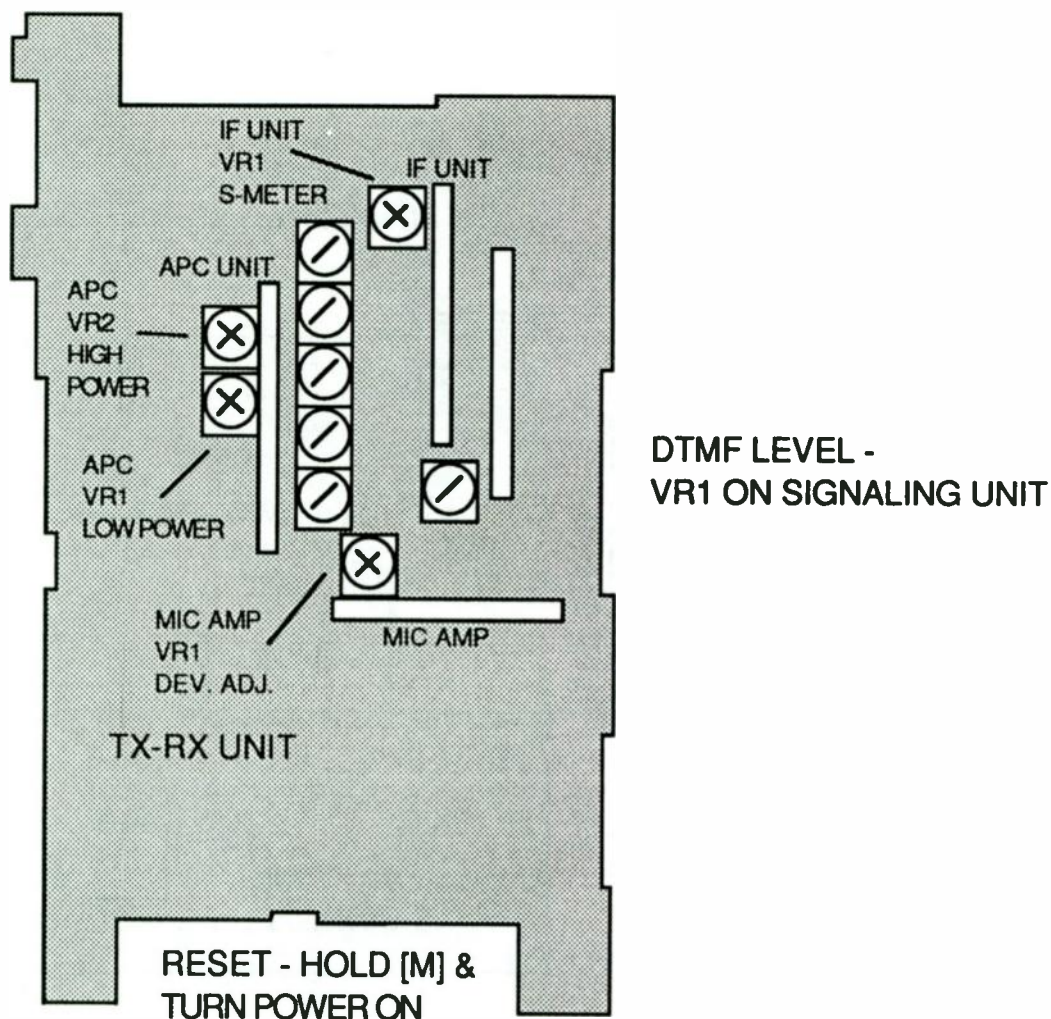 IF UNIT
VR1
S-METER
IF UNIT
APC UNIT
APC
VR2
HIGH
POWER
APC
VR1
LOW POWER
DTMF LEVEL -
VR1 ON SIGNALING UNIT
MIC AMP
VR1
DEV. ADJ.
MIC AMP
TX-RX UNIT
RESET - HOLD [M] &
TURN POWER ON